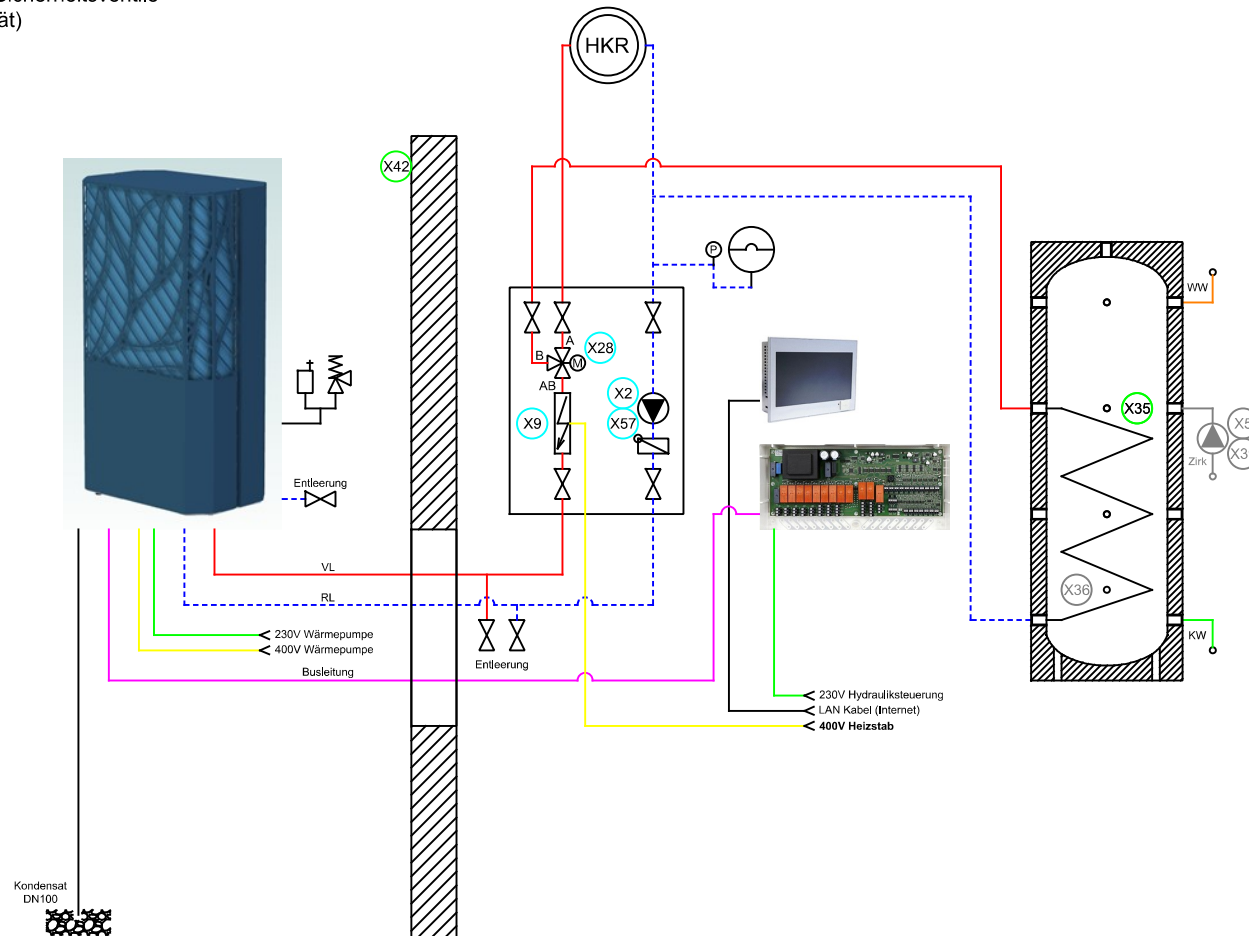 ät)
HKR
X42
P
WW
A
B
M
X28
AB
X2
X9
X57
X35
Zirk
Entleerung
VL
RL
X36
230V Wärmepumpe
400V Wärmepumpe
Entleerung
KW
Busleitung
230V Hydrauliksteuerung
LAN Kabel (Internet)
400V Heizstab
Kondensat
DN100